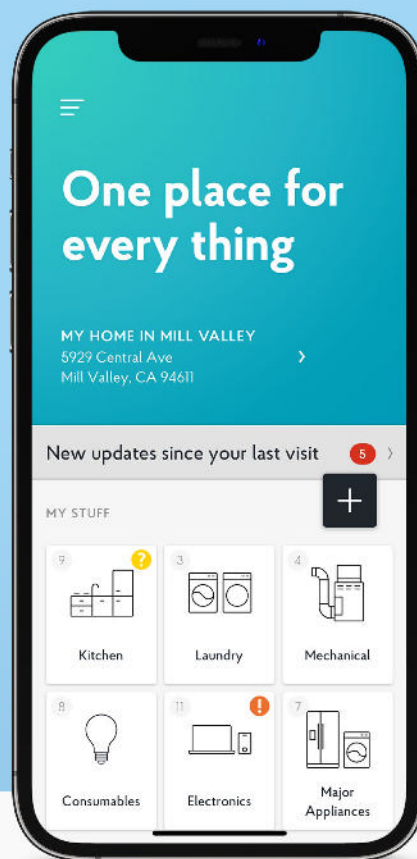 One place for
every thing
MY HOME IN MILL VALLEY
5929 Central Ave
Mill Valley, CA 94611
New updates since your last visit 5
MY STUFF
9 ?
Kitchen
3
Laundry
4
Mechanical
8
Consumables
11 !
Electronics
7
Major
Appliances